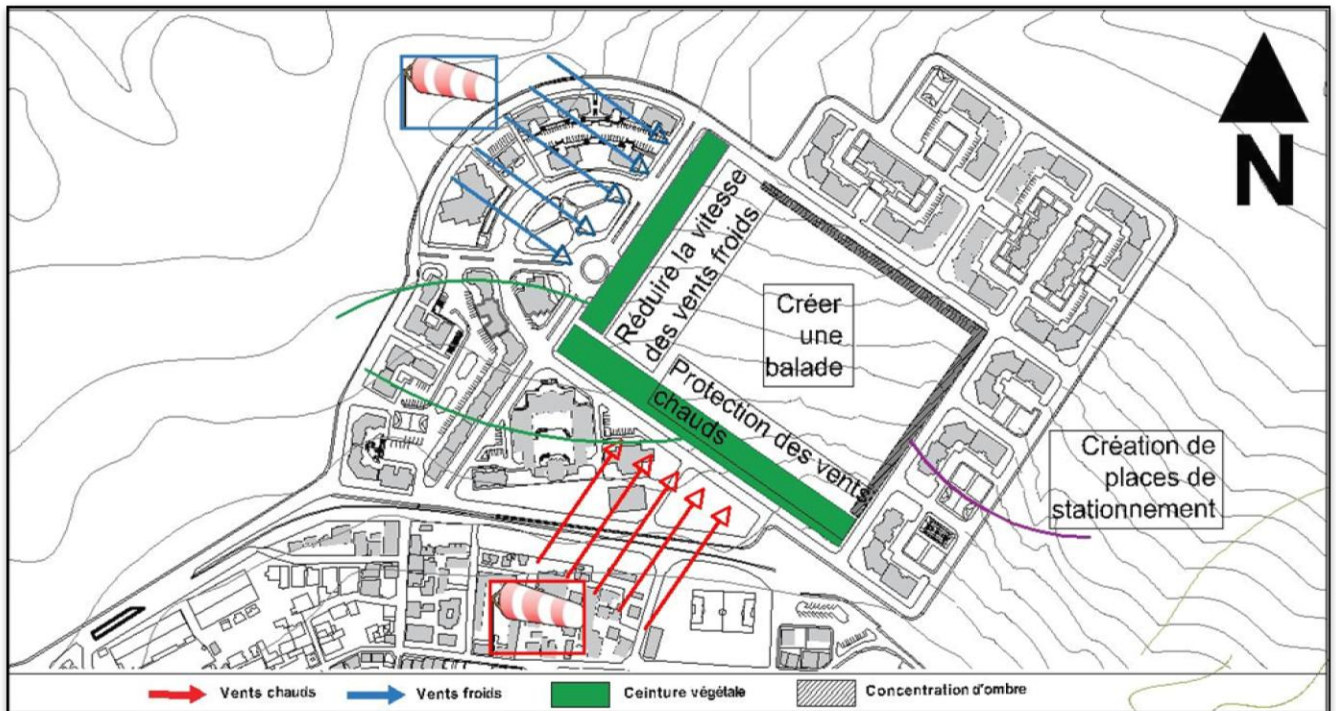 N
Réduire la vitesse
des vents froids
Créer
une
balade
Protection des vents
chauds
Création de
places de
stationnement
Vents chauds
Vents froids
Ceinture végétale
Concentration d'ombre